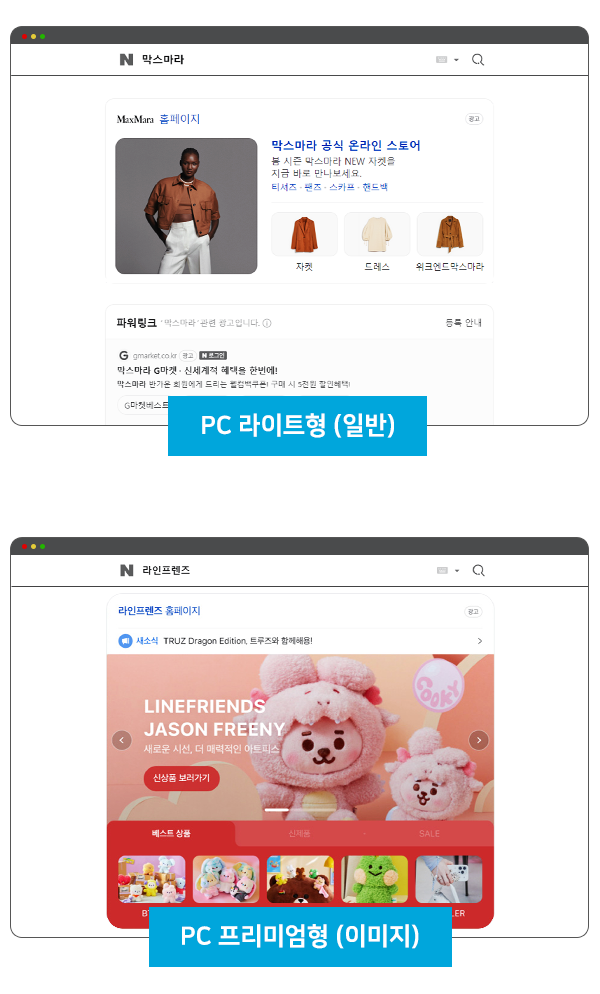 N 막스마라
MaxMara 홈페이지
광고
막스마라 공식 온라인 스토어
봄 시즌 막스마라 NEW 자켓을
지금 바로 만나보세요.
티셔츠 · 팬츠 · 스카프 · 핸드백
자켓
드레스
위크엔드막스마라
파워링크 '막스마라'관련 광고입니다.
등록 안내
G gmarket.co.kr 광고 N 로그인
막스마라 G마켓 · 신세계적 혜택을 한번에!
막스마라 반가운 회원에게 드리는 웰컴백쿠폰! 구매 시 5천원 할인혜택!
G마켓베스트
PC 라이트형 (일반)
N 라인프렌즈
라인프렌즈 홈페이지
광고
새소식 TRUZ Dragon Edition, 트루즈와 함께해용!
COOKY
LINEFRIENDS
JASON FREENY
새로운 시선, 더 매력적인 아트피스
신상품 보러가기
베스트 상품
신제품
SALE
PC 프리미엄형 (이미지)